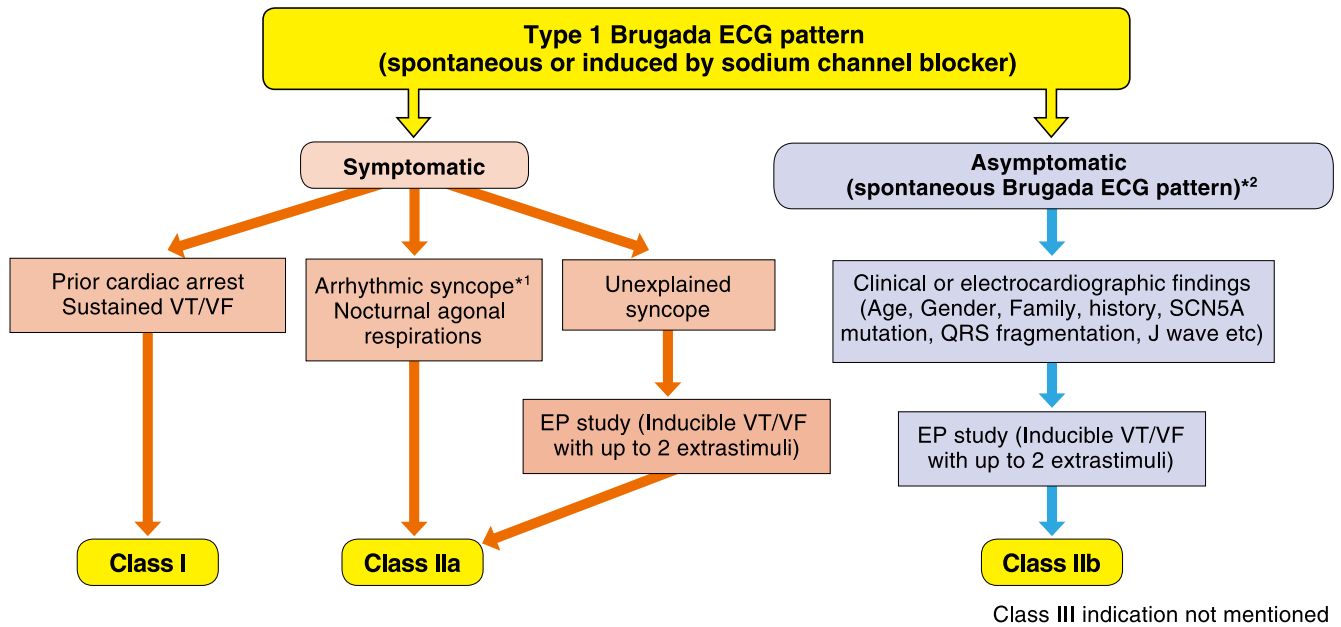 Type 1 Brugada ECG pattern
(spontaneous or induced by sodium channel blocker)
Symptomatic
Asymptomatic
(spontaneous Brugada ECG pattern)*2
Prior cardiac arrest
Sustained VT/VF
Arrhythmic syncope*1
Nocturnal agonal
respirations
Unexplained
syncope
Clinical or electrocardiographic findings
(Age, Gender, Family, history, SCN5A
mutation, QRS fragmentation, J wave etc)
EP study (Inducible VT/VF
with up to 2 extrastimuli)
EP study (Inducible VT/VF
with up to 2 extrastimuli)
Class I
Class IIa
Class IIb
Class III indication not mentioned